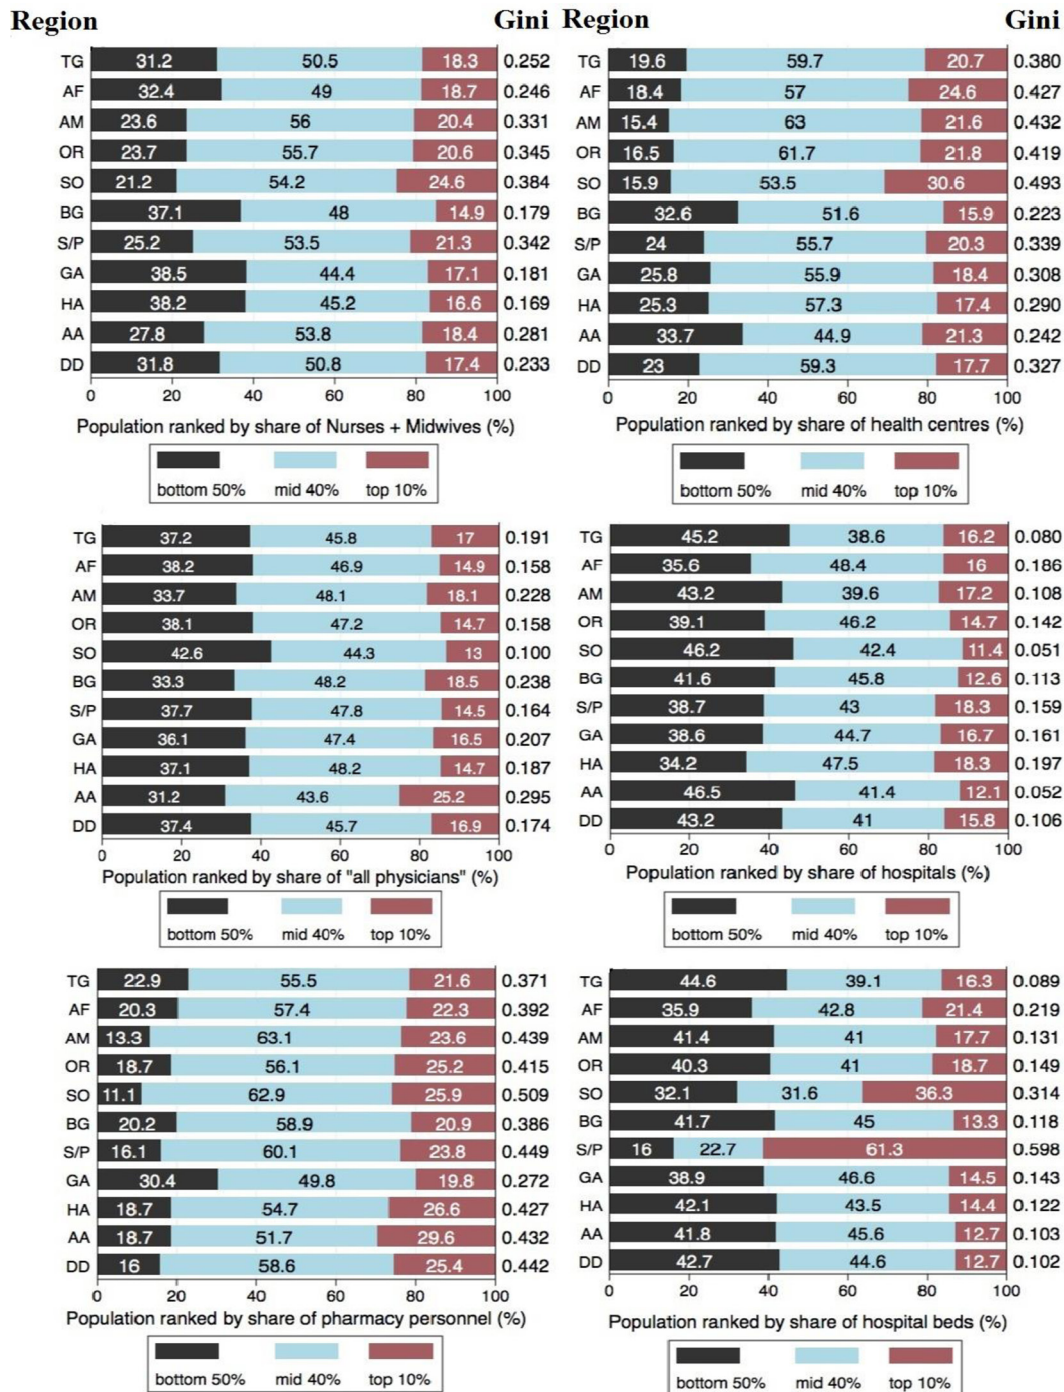 Region Gini
TG 31.2 50.5 18.3 0.252
AF 32.4 49 18.7 0.246
AM 23.6 56 20.4 0.331
OR 23.7 55.7 20.6 0.345
SO 21.2 54.2 24.6 0.384
BG 37.1 48 14.9 0.179
S/P 25.2 53.5 21.3 0.342
GA 38.5 44.4 17.1 0.181
HA 38.2 45.2 16.6 0.169
AA 27.8 53.8 18.4 0.281
DD 31.8 50.8 17.4 0.233
0 20 40 60 80 100
Population ranked by share of Nurses + Midwives (%)
bottom 50% mid 40% top 10%
Region Gini
TG 19.6 59.7 20.7 0.380
AF 18.4 57 24.6 0.427
AM 15.4 63 21.6 0.432
OR 16.5 61.7 21.8 0.419
SO 15.9 53.5 30.6 0.493
BG 32.6 51.6 15.9 0.223
S/P 24 55.7 20.3 0.339
GA 25.8 55.9 18.4 0.308
HA 25.3 57.3 17.4 0.290
AA 33.7 44.9 21.3 0.242
DD 23 59.3 17.7 0.327
0 20 40 60 80 100
Population ranked by share of health centres (%)
bottom 50% mid 40% top 10%
TG 37.2 45.8 17 0.191
AF 38.2 46.9 14.9 0.158
AM 33.7 48.1 18.1 0.228
OR 38.1 47.2 14.7 0.158
SO 42.6 44.3 13 0.100
BG 33.3 48.2 18.5 0.238
S/P 37.7 47.8 14.5 0.164
GA 36.1 47.4 16.5 0.207
HA 37.1 48.2 14.7 0.187
AA 31.2 43.6 25.2 0.295
DD 37.4 45.7 16.9 0.174
0 20 40 60 80 100
Population ranked by share of "all physicians" (%)
bottom 50% mid 40% top 10%
TG 45.2 38.6 16.2 0.080
AF 35.6 48.4 16 0.186
AM 43.2 39.6 17.2 0.108
OR 39.1 46.2 14.7 0.142
SO 46.2 42.4 11.4 0.051
BG 41.6 45.8 12.6 0.113
S/P 38.7 43 18.3 0.159
GA 38.6 44.7 16.7 0.161
HA 34.2 47.5 18.3 0.197
AA 46.5 41.4 12.1 0.052
DD 43.2 41 15.8 0.106
0 20 40 60 80 100
Population ranked by share of hospitals (%)
bottom 50% mid 40% top 10%
TG 22.9 55.5 21.6 0.371
AF 20.3 57.4 22.3 0.392
AM 13.3 63.1 23.6 0.439
OR 18.7 56.1 25.2 0.415
SO 11.1 62.9 25.9 0.509
BG 20.2 58.9 20.9 0.386
S/P 16.1 60.1 23.8 0.449
GA 30.4 49.8 19.8 0.272
HA 18.7 54.7 26.6 0.427
AA 18.7 51.7 29.6 0.432
DD 16 58.6 25.4 0.442
0 20 40 60 80 100
Population ranked by share of pharmacy personnel (%)
bottom 50% mid 40% top 10%
TG 44.6 39.1 16.3 0.089
AF 35.9 42.8 21.4 0.219
AM 41.4 41 17.7 0.131
OR 40.3 41 18.7 0.149
SO 32.1 31.6 36.3 0.314
BG 41.7 45 13.3 0.118
S/P 16 22.7 61.3 0.598
GA 38.9 46.6 14.5 0.143
HA 42.1 43.5 14.4 0.122
AA 41.8 45.6 12.7 0.103
DD 42.7 44.6 12.7 0.102
0 20 40 60 80 100
Population ranked by share of hospital beds (%)
bottom 50% mid 40% top 10%